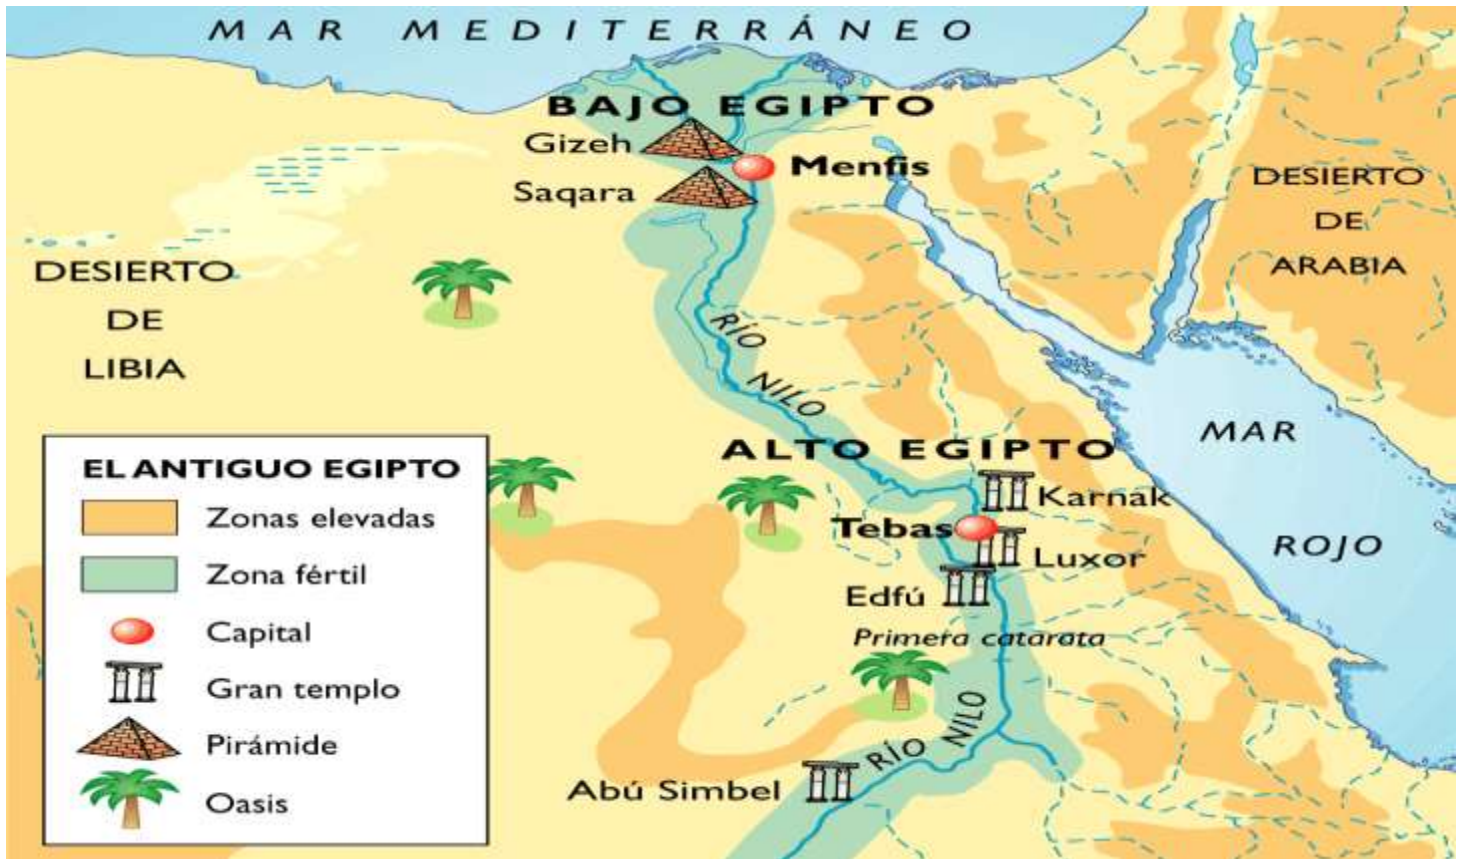 MAR MEDITERRÁNEO
BAJO EGIPTO
Gizeh
Menfis
Saqara
DESIERTO
DE
ARABIA
DESIERTO
DE
LIBIA
RÍO
NILO
MAR
ROJO
ALTO EGIPTO
Karnak
Tebas
Luxor
Edfú
Primera catarata
RÍO NILO
Abú Simbel
EL ANTIGUO EGIPTO
Zonas elevadas
Zona fértil
Capital
Gran templo
Pirámide
Oasis